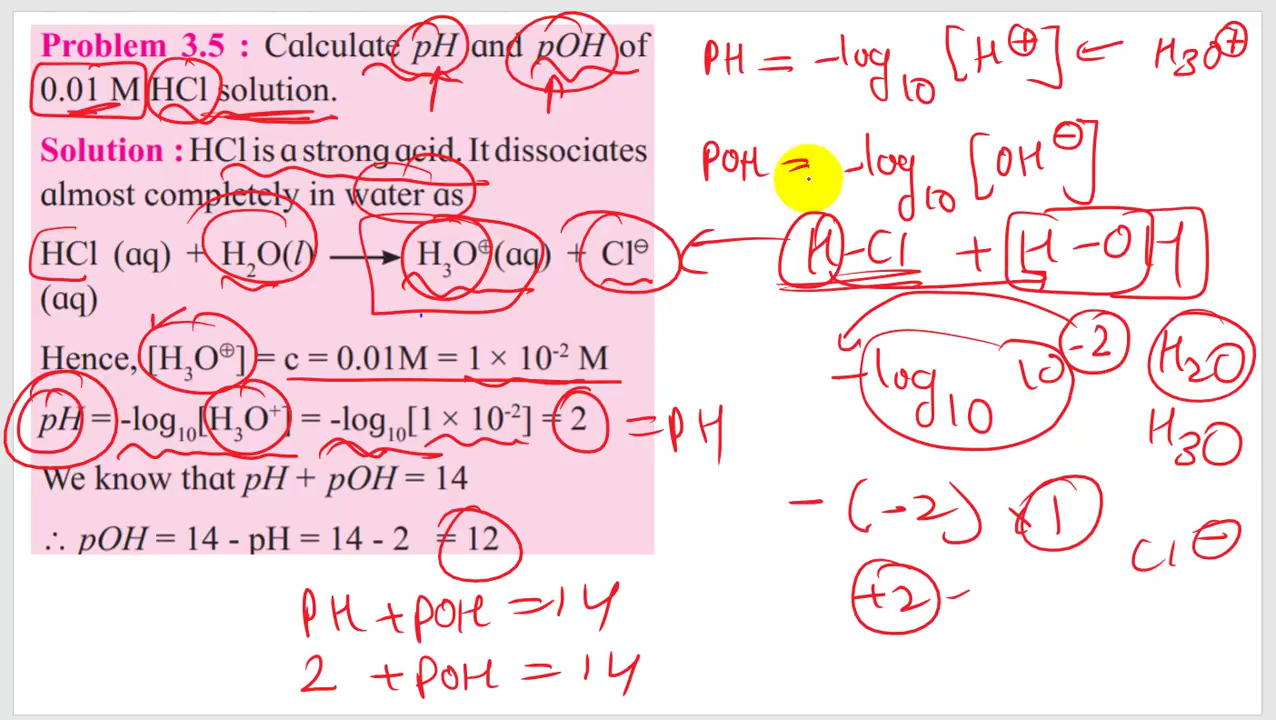 Problem 3.5 : Calculate pH and pOH of
0.01 M HCl solution.
Solution : HCl is a strong acid. It dissociates
almost completely in water as
HCl (aq) + H₂O(l) ⟶ H₃O⊕(aq) + Cl⊖
(aq)
Hence, [H₃O⊕] = c = 0.01M = 1 × 10⁻² M
pH = -log₁₀[H₃O⁺] = -log₁₀[1 × 10⁻²] = 2 = PH
We know that pH + pOH = 14
∴ pOH = 14 - pH = 14 - 2 = 12
PH + POH = 14
2 + POH = 14
PH = -log₁₀ [H⊕] ← H₃O⊕
POH = -log₁₀ [OH⊖]
H-Cl + H-OH
-log₁₀ 10⁻²
H₂O
H₃O
- (-2) × 1
Cl⊖
+2